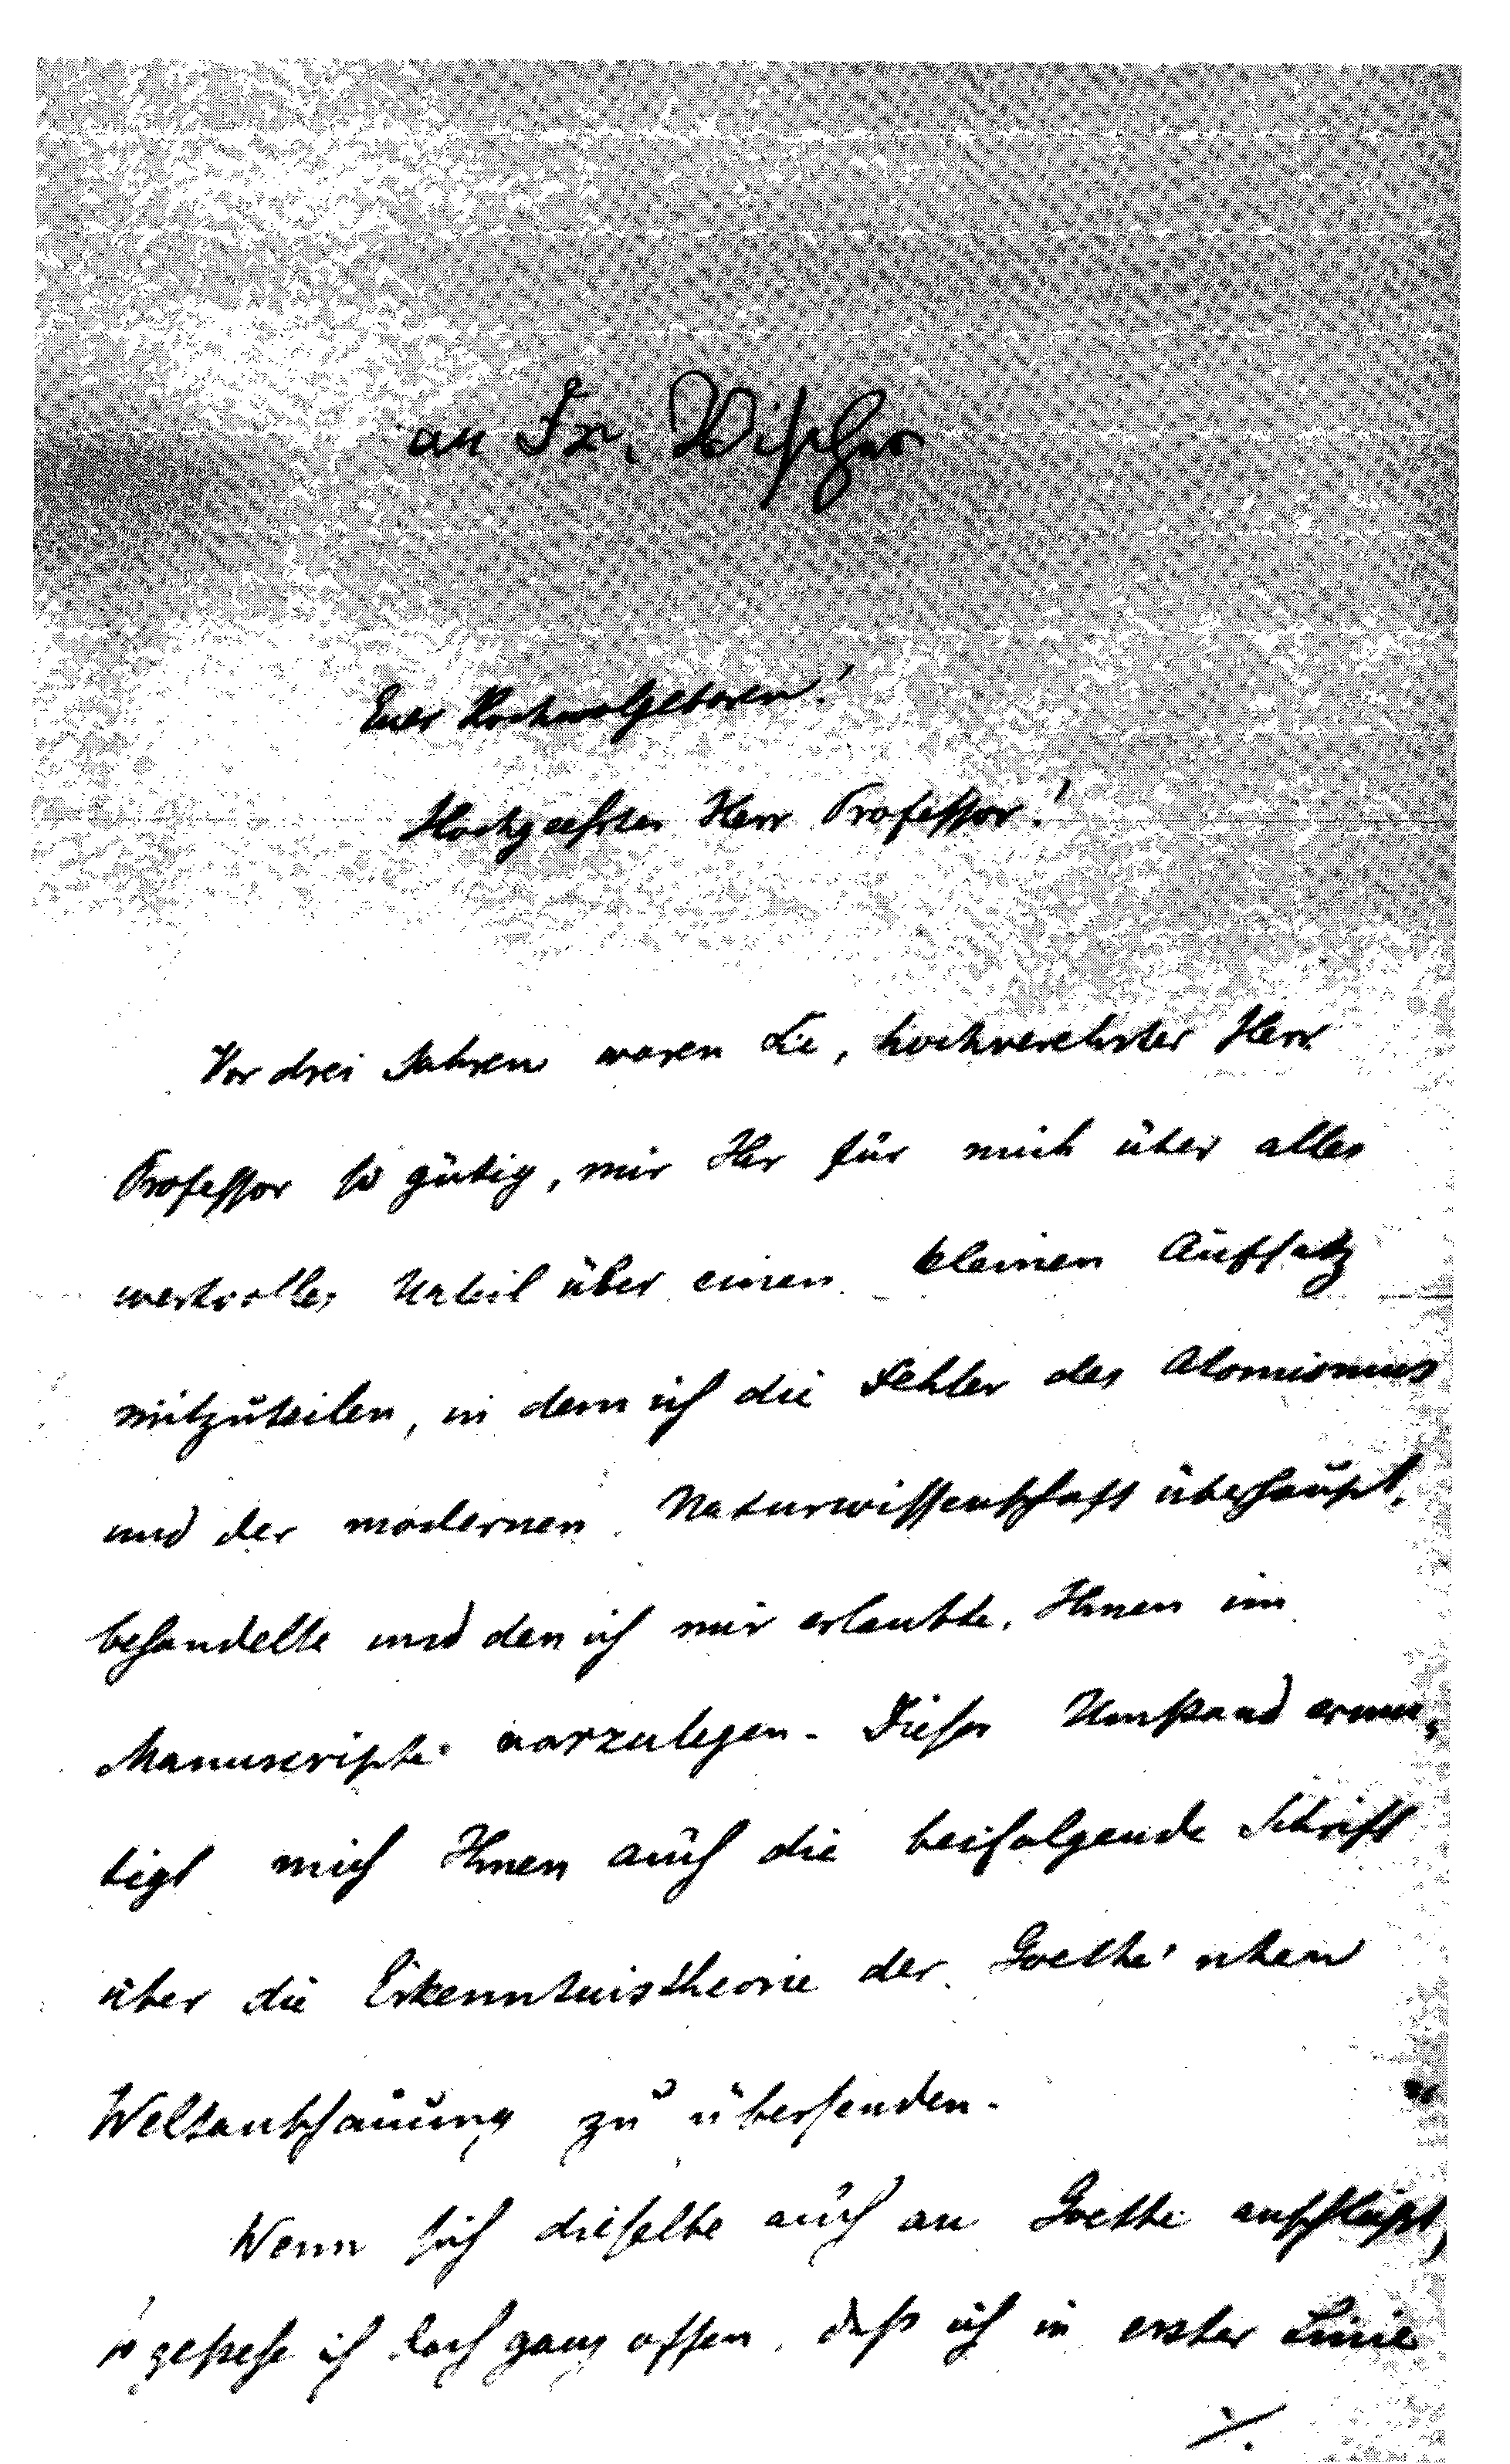 an Fr. Vischer
Euer Hochwolgeboren!
Hochgeehrter Herr Professor!
Vor drei Jahren waren Sie, hochverehrter Herr
Professor so gütig, mir Ihr für mich über alles
wertvolles Urteil über einen kleinen Aufsatz
mitzuteilen, in dem ich die Fehler des Atomismus
und der modernen Naturwissenschaft überhaupt,
behandelte und den ich mir erlaubte, Ihnen im
Manuscripte vorzulegen. Dieser Umstand ermu-
tigt mich Ihnen auch die beifolgende Schrift
über die Erkenntnistheorie der Goethe'schen
Weltanschauung zu übersenden.
Wenn sich dieselbe auch an Goethe anschließt,
so gestehe ich doch ganz offen, daß ich in erster Linie
./.